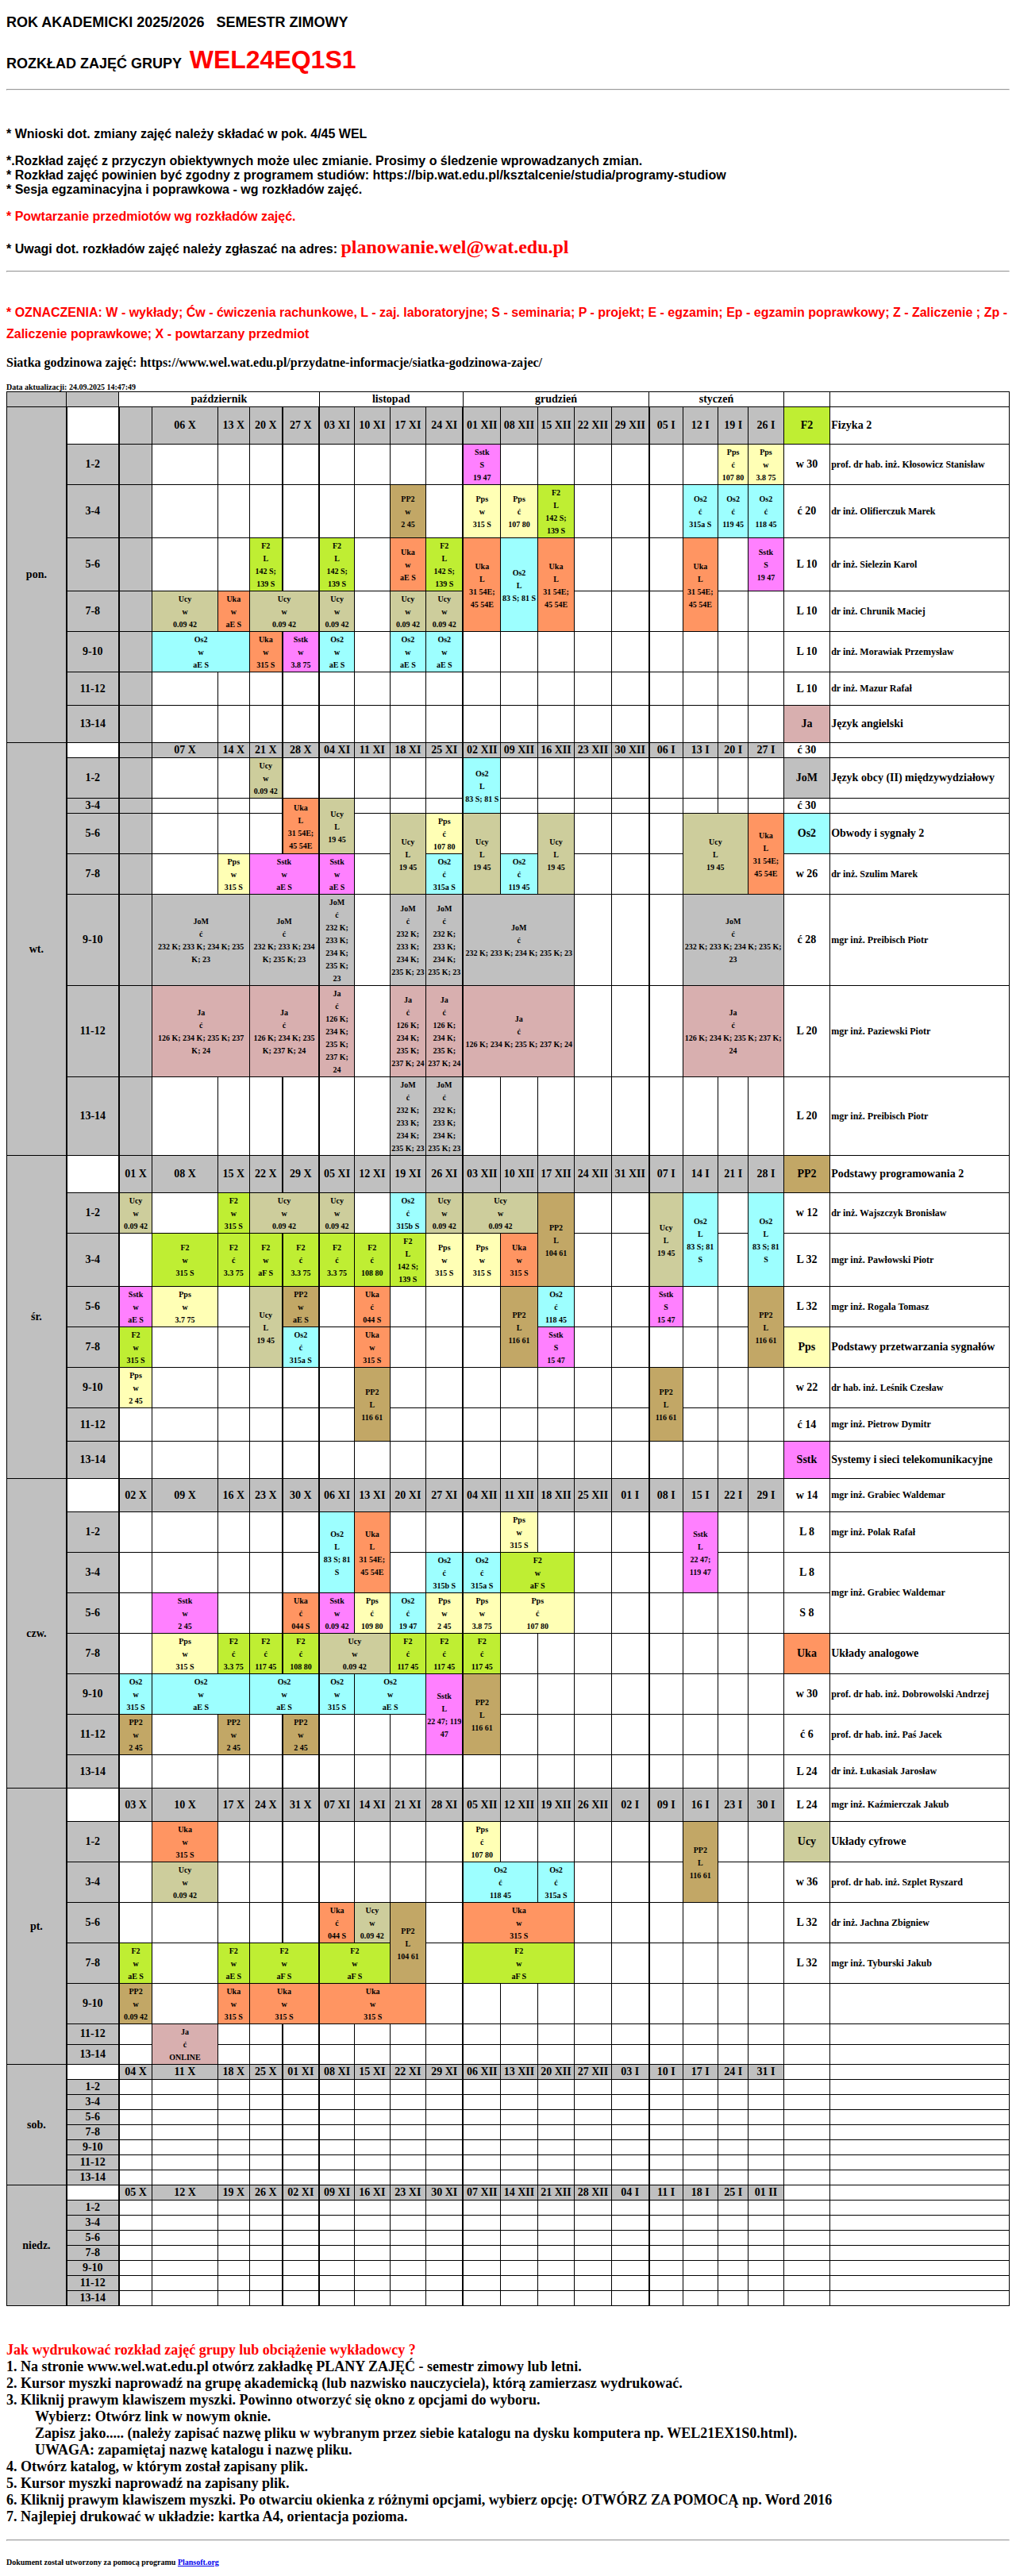 ROK AKADEMICKI 2025/2026   SEMESTR ZIMOWY
ROZKŁAD ZAJĘĆ GRUPY  WEL24EQ1S1
* Wnioski dot. zmiany zajęć należy składać w pok. 4/45 WEL
*.Rozkład zajęć z przyczyn obiektywnych może ulec zmianie. Prosimy o śledzenie wprowadzanych zmian.
* Rozkład zajęć powinien być zgodny z programem studiów: https://bip.wat.edu.pl/ksztalcenie/studia/programy-studiow
* Sesja egzaminacyjna i poprawkowa - wg rozkładów zajęć.
* Powtarzanie przedmiotów wg rozkładów zajęć.
* Uwagi dot. rozkładów zajęć należy zgłaszać na adres: planowanie.wel@wat.edu.pl
* OZNACZENIA: W - wykłady; Ćw - ćwiczenia rachunkowe, L - zaj. laboratoryjne; S - seminaria; P - projekt; E - egzamin; Ep - egzamin poprawkowy; Z - Zaliczenie ; Zp -
Zaliczenie poprawkowe; X - powtarzany przedmiot
Siatka godzinowa zajęć: https://www.wel.wat.edu.pl/przydatne-informacje/siatka-godzinowa-zajec/
Data aktualizacji: 24.09.2025 14:47:49
październik listopad grudzień styczeń
pon. 06 X 13 X 20 X 27 X 03 XI 10 XI 17 XI 24 XI 01 XII 08 XII 15 XII 22 XII 29 XII 05 I 12 I 19 I 26 I F2 Fizyka 2
1-2 Sstk S 19 47 Pps ć 107 80 Pps w 3.8 75 w 30 prof. dr hab. inż. Kłosowicz Stanisław
3-4 PP2 w 2 45 Pps w 315 S Pps ć 107 80 F2 L 142 S; 139 S Os2 ć 315a S Os2 ć 119 45 Os2 ć 118 45 ć 20 dr inż. Olifierczuk Marek
5-6 F2 L 142 S; 139 S F2 L 142 S; 139 S Uka w aE S F2 L 142 S; 139 S Uka L 31 54E; 45 54E Os2 L 83 S; 81 S Uka L 31 54E; 45 54E Uka L 31 54E; 45 54E Sstk S 19 47 L 10 dr inż. Sielezin Karol
7-8 Ucy w 0.09 42 Uka w aE S Ucy w 0.09 42 Ucy w 0.09 42 Ucy w 0.09 42 Ucy w 0.09 42 L 10 dr inż. Chrunik Maciej
9-10 Os2 w aE S Uka w 315 S Sstk w 3.8 75 Os2 w aE S Os2 w aE S Os2 w aE S L 10 dr inż. Morawiak Przemysław
11-12 L 10 dr inż. Mazur Rafał
13-14 Ja Język angielski
wt. 07 X 14 X 21 X 28 X 04 XI 11 XI 18 XI 25 XI 02 XII 09 XII 16 XII 23 XII 30 XII 06 I 13 I 20 I 27 I ć 30
1-2 Ucy w 0.09 42 Os2 L 83 S; 81 S JoM Język obcy (II) międzywydziałowy
3-4 Uka L 31 54E; 45 54E Ucy L 19 45 ć 30
5-6 Ucy L 19 45 Pps ć 107 80 Ucy L 19 45 Ucy L 19 45 Ucy L 19 45 Uka L 31 54E; 45 54E Os2 Obwody i sygnały 2
7-8 Pps w 315 S Sstk w aE S Sstk w aE S Os2 ć 315a S Os2 ć 119 45 w 26 dr inż. Szulim Marek
9-10 JoM ć 232 K; 233 K; 234 K; 235 K; 23 JoM ć 232 K; 233 K; 234 K; 235 K; 23 JoM ć 232 K; 233 K; 234 K; 235 K; 23 JoM ć 232 K; 233 K; 234 K; 235 K; 23 JoM ć 232 K; 233 K; 234 K; 235 K; 23 JoM ć 232 K; 233 K; 234 K; 235 K; 23 JoM ć 232 K; 233 K; 234 K; 235 K; 23 ć 28 mgr inż. Preibisch Piotr
11-12 Ja ć 126 K; 234 K; 235 K; 237 K; 24 Ja ć 126 K; 234 K; 235 K; 237 K; 24 Ja ć 126 K; 234 K; 235 K; 237 K; 24 Ja ć 126 K; 234 K; 235 K; 237 K; 24 Ja ć 126 K; 234 K; 235 K; 237 K; 24 Ja ć 126 K; 234 K; 235 K; 237 K; 24 Ja ć 126 K; 234 K; 235 K; 237 K; 24 L 20 mgr inż. Paziewski Piotr
13-14 JoM ć 232 K; 233 K; 234 K; 235 K; 23 JoM ć 232 K; 233 K; 234 K; 235 K; 23 L 20 mgr inż. Preibisch Piotr
śr. 01 X 08 X 15 X 22 X 29 X 05 XI 12 XI 19 XI 26 XI 03 XII 10 XII 17 XII 24 XII 31 XII 07 I 14 I 21 I 28 I PP2 Podstawy programowania 2
1-2 Ucy w 0.09 42 F2 w 315 S Ucy w 0.09 42 Ucy w 0.09 42 Os2 ć 315b S Ucy w 0.09 42 Ucy w 0.09 42 PP2 L 104 61 Ucy L 19 45 Os2 L 83 S; 81 S Os2 L 83 S; 81 S w 12 dr inż. Wajszczyk Bronisław
3-4 F2 w 315 S F2 ć 3.3 75 F2 w aF S F2 ć 3.3 75 F2 ć 3.3 75 F2 ć 108 80 F2 L 142 S; 139 S Pps w 315 S Pps w 315 S Uka w 315 S L 32 mgr inż. Pawłowski Piotr
5-6 Sstk w aE S Pps w 3.7 75 Ucy L 19 45 PP2 w aE S Uka ć 044 S PP2 L 116 61 Os2 ć 118 45 Sstk S 15 47 PP2 L 116 61 L 32 mgr inż. Rogala Tomasz
7-8 F2 w 315 S Os2 ć 315a S Uka w 315 S Sstk S 15 47 Pps Podstawy przetwarzania sygnałów
9-10 Pps w 2 45 PP2 L 116 61 PP2 L 116 61 w 22 dr hab. inż. Leśnik Czesław
11-12 ć 14 mgr inż. Pietrow Dymitr
13-14 Sstk Systemy i sieci telekomunikacyjne
czw. 02 X 09 X 16 X 23 X 30 X 06 XI 13 XI 20 XI 27 XI 04 XII 11 XII 18 XII 25 XII 01 I 08 I 15 I 22 I 29 I w 14 mgr inż. Grabiec Waldemar
1-2 Os2 L 83 S; 81 S Uka L 31 54E; 45 54E Pps w 315 S Sstk L 22 47; 119 47 L 8 mgr inż. Polak Rafał
3-4 Os2 ć 315b S Os2 ć 315a S F2 w aF S L 8 mgr inż. Grabiec Waldemar
5-6 Sstk w 2 45 Uka ć 044 S Sstk w 0.09 42 Pps ć 109 80 Os2 ć 19 47 Pps w 2 45 Pps w 3.8 75 Pps ć 107 80 S 8
7-8 Pps w 315 S F2 ć 3.3 75 F2 ć 117 45 F2 ć 108 80 Ucy w 0.09 42 F2 ć 117 45 F2 ć 117 45 F2 ć 117 45 Uka Układy analogowe
9-10 Os2 w 315 S Os2 w aE S Os2 w aE S Os2 w 315 S Os2 w aE S Sstk L 22 47; 119 47 PP2 L 116 61 w 30 prof. dr hab. inż. Dobrowolski Andrzej
11-12 PP2 w 2 45 PP2 w 2 45 PP2 w 2 45 ć 6 prof. dr hab. inż. Paś Jacek
13-14 L 24 dr inż. Łukasiak Jarosław
pt. 03 X 10 X 17 X 24 X 31 X 07 XI 14 XI 21 XI 28 XI 05 XII 12 XII 19 XII 26 XII 02 I 09 I 16 I 23 I 30 I L 24 mgr inż. Kaźmierczak Jakub
1-2 Uka w 315 S Pps ć 107 80 PP2 L 116 61 Ucy Układy cyfrowe
3-4 Ucy w 0.09 42 Os2 ć 118 45 Os2 ć 315a S w 36 prof. dr hab. inż. Szplet Ryszard
5-6 Uka ć 044 S Ucy w 0.09 42 PP2 L 104 61 Uka w 315 S L 32 dr inż. Jachna Zbigniew
7-8 F2 w aE S F2 w aE S F2 w aF S F2 w aF S F2 w aF S L 32 mgr inż. Tyburski Jakub
9-10 PP2 w 0.09 42 Uka w 315 S Uka w 315 S Uka w 315 S
11-12 Ja ć ONLINE
13-14
sob. 04 X 11 X 18 X 25 X 01 XI 08 XI 15 XI 22 XI 29 XI 06 XII 13 XII 20 XII 27 XII 03 I 10 I 17 I 24 I 31 I
1-2
3-4
5-6
7-8
9-10
11-12
13-14
niedz. 05 X 12 X 19 X 26 X 02 XI 09 XI 16 XI 23 XI 30 XI 07 XII 14 XII 21 XII 28 XII 04 I 11 I 18 I 25 I 01 II
1-2
3-4
5-6
7-8
9-10
11-12
13-14
Jak wydrukować rozkład zajęć grupy lub obciążenie wykładowcy ?
1. Na stronie www.wel.wat.edu.pl otwórz zakładkę PLANY ZAJĘĆ - semestr zimowy lub letni.
2. Kursor myszki naprowadź na grupę akademicką (lub nazwisko nauczyciela), którą zamierzasz wydrukować.
3. Kliknij prawym klawiszem myszki. Powinno otworzyć się okno z opcjami do wyboru.
Wybierz: Otwórz link w nowym oknie.
Zapisz jako..... (należy zapisać nazwę pliku w wybranym przez siebie katalogu na dysku komputera np. WEL21EX1S0.html).
UWAGA: zapamiętaj nazwę katalogu i nazwę pliku.
4. Otwórz katalog, w którym został zapisany plik.
5. Kursor myszki naprowadź na zapisany plik.
6. Kliknij prawym klawiszem myszki. Po otwarciu okienka z różnymi opcjami, wybierz opcję: OTWÓRZ ZA POMOCĄ np. Word 2016
7. Najlepiej drukować w układzie: kartka A4, orientacja pozioma.
Dokument został utworzony za pomocą programu Plansoft.org